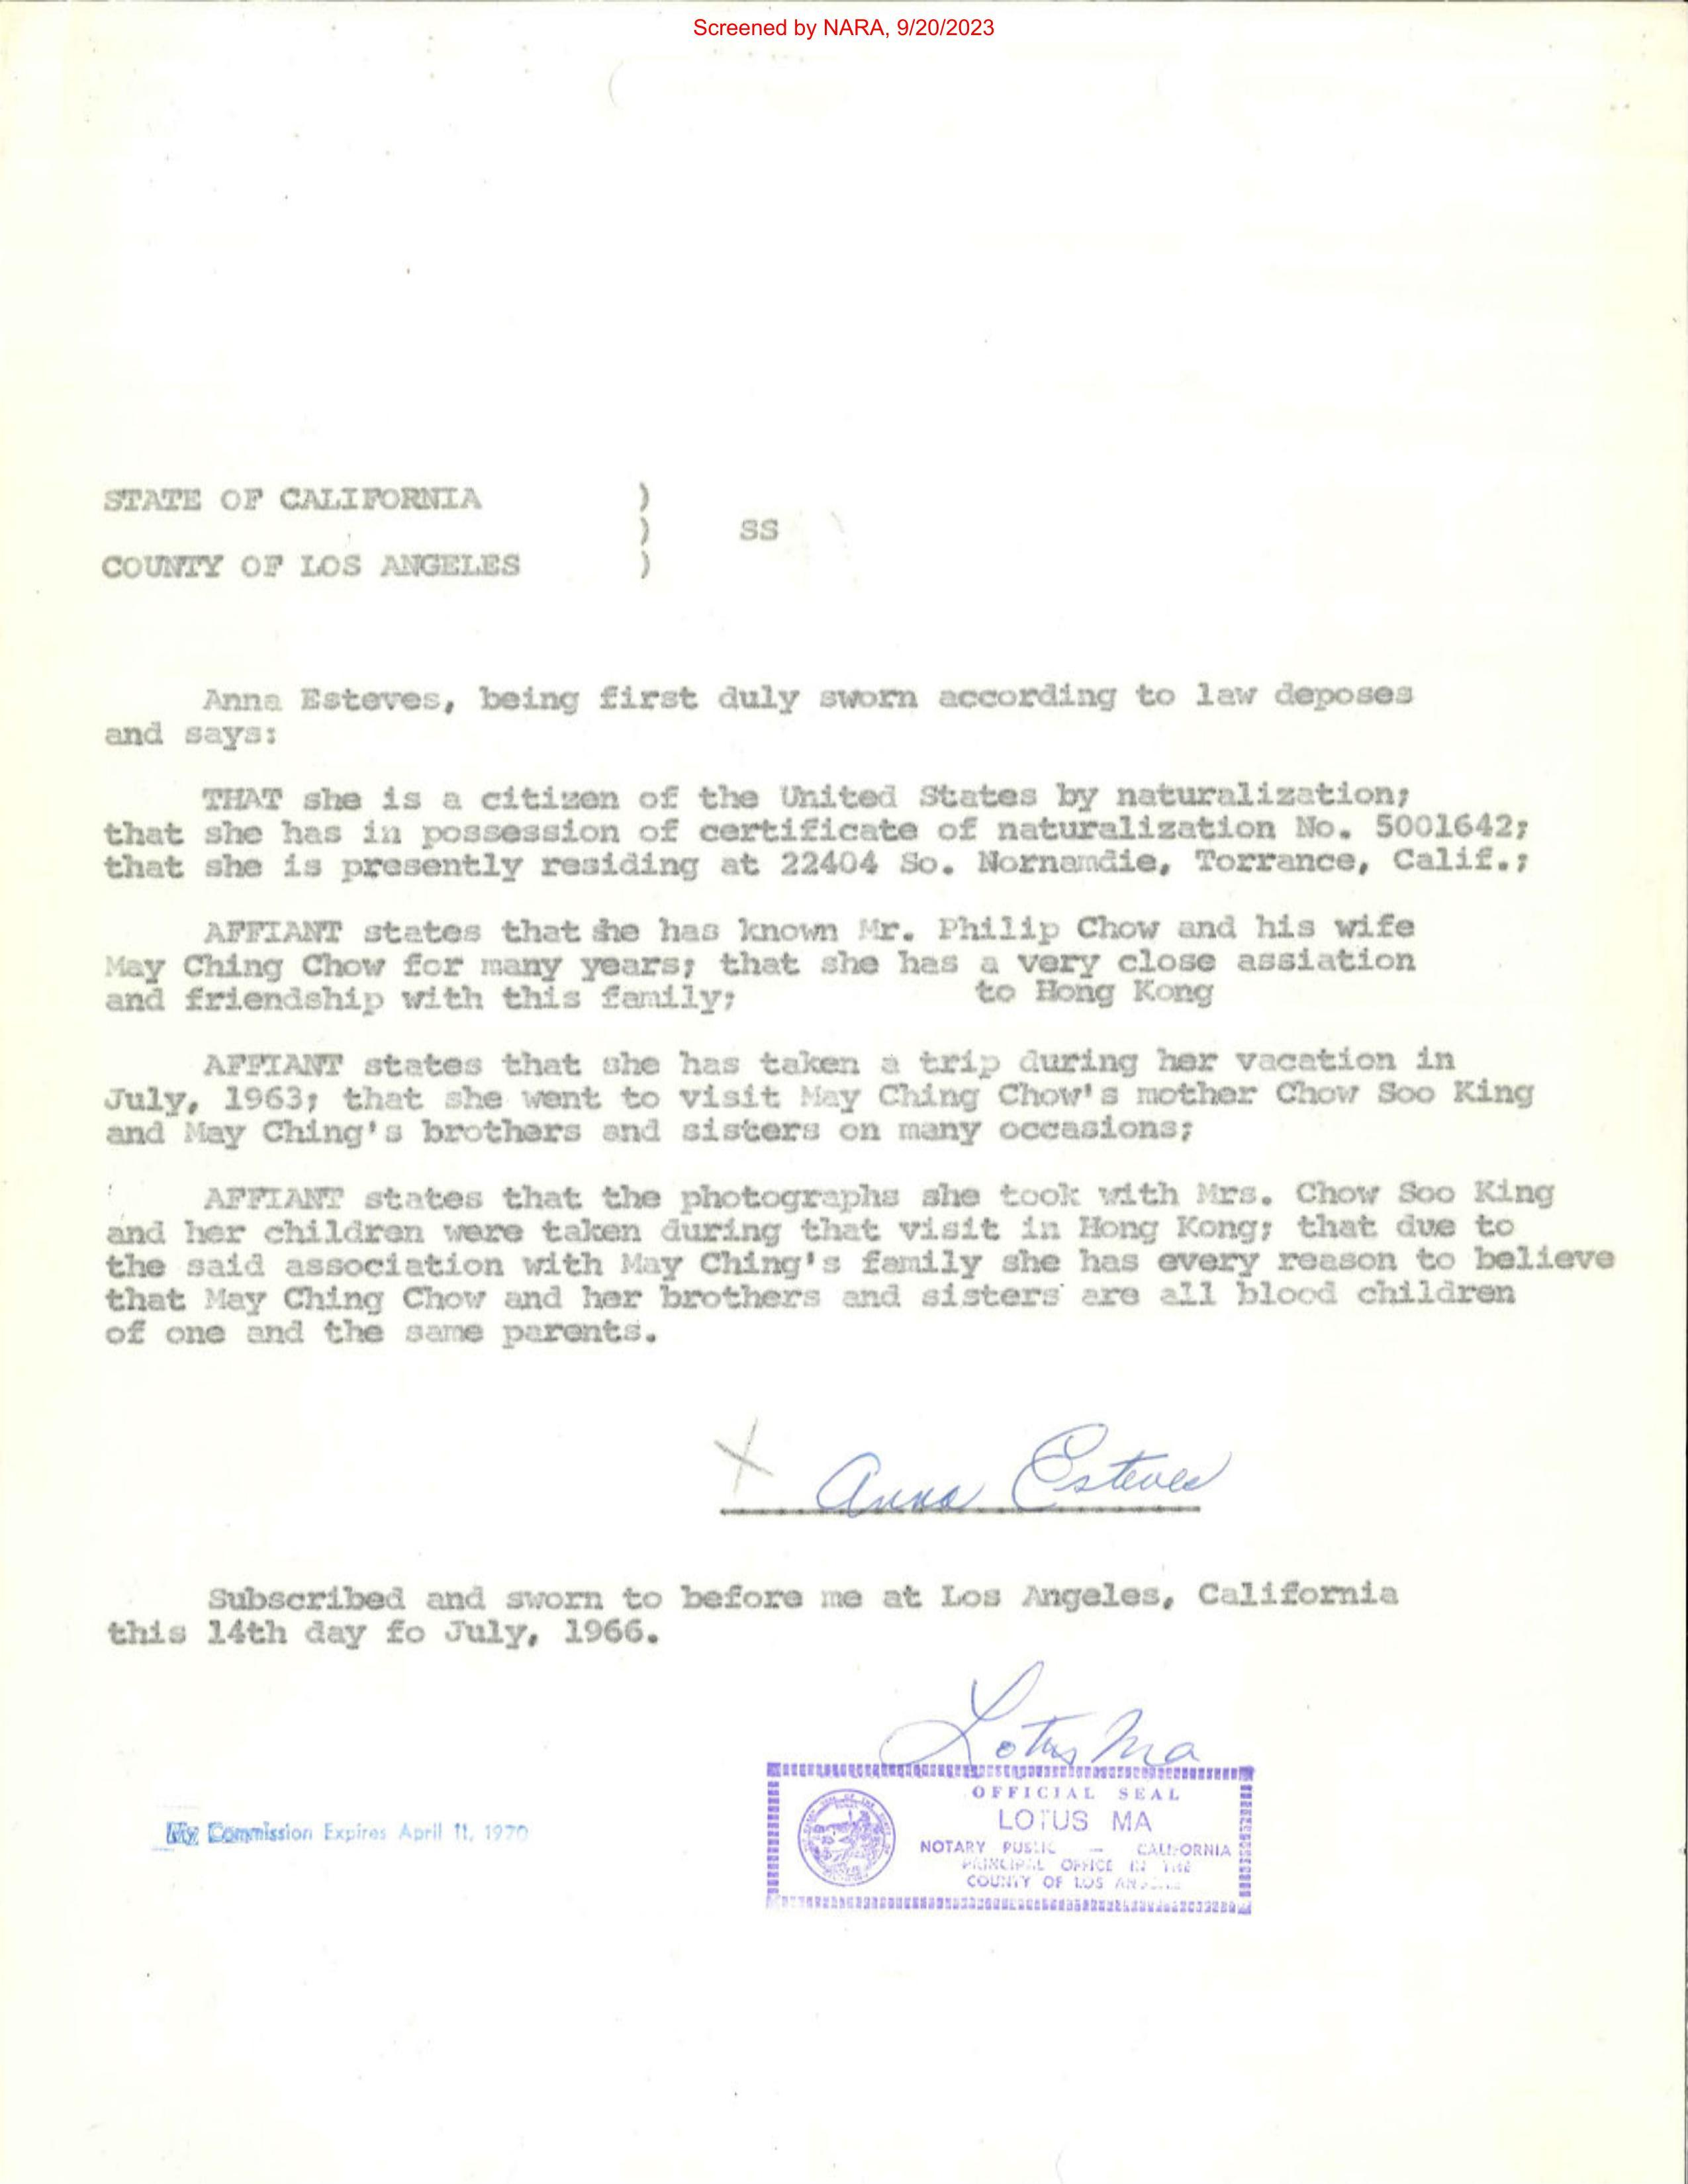 Screened by NARA, 9/20/2023
STATE OF CALIFORNIA )
) SS
COUNTY OF LOS ANGELES )
Anna Esteves, being first duly sworn according to law deposes
and says:
THAT she is a citizen of the United States by naturalization;
that she has in possession of certificate of naturalization No. 5001642;
that she is presently residing at 22404 So. Nornamdie, Torrance, Calif.;
AFFIANT states that she has known Mr. Philip Chow and his wife
May Ching Chow for many years; that she has a very close assiation
and friendship with this family;
to Hong Kong
AFFIANT states that she has taken a trip during her vacation in
July, 1963; that she went to visit May Ching Chow's mother Chow Soo King
and May Ching's brothers and sisters on many occasions;
AFFIANT states that the photographs she took with Mrs. Chow Soo King
and her children were taken during that visit in Hong Kong; that due to
the said association with May Ching's family she has every reason to believe
that May Ching Chow and her brothers and sisters are all blood children
of one and the same parents.
X Anna Esteves
Subscribed and sworn to before me at Los Angeles, California
this 14th day fo July, 1966.
Lotus Ma
OFFICIAL SEAL
LOTUS MA
My Commission Expires April 11, 1970
NOTARY PUBLIC - CALIFORNIA
PRINCIPAL OFFICE IN THE
COUNTY OF LOS ANGELES